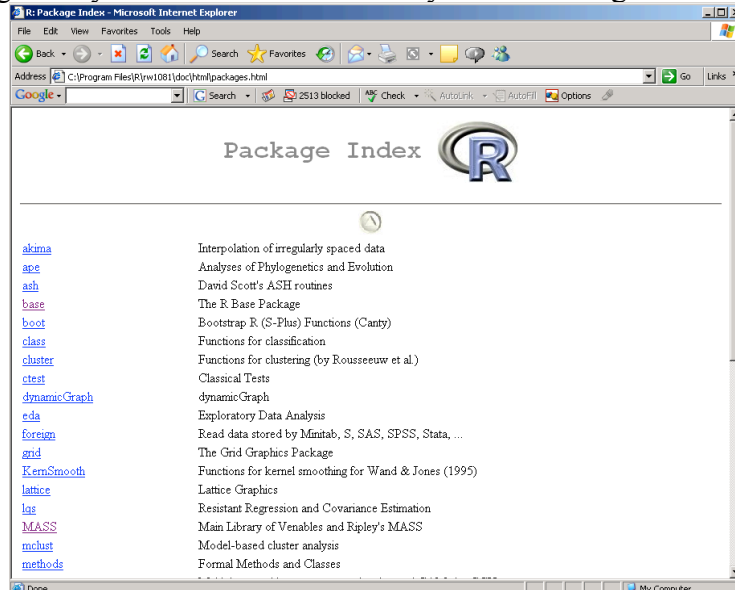 R: Package Index - Microsoft Internet Explorer
File Edit View Favorites Tools Help
Back Search Favorites
Address C:\Program Files\R\rw1081\doc\html\packages.html Go Links
Google Search 2513 blocked ABC Check AutoLink AutoFill Options
Package Index R
akima Interpolation of irregularly spaced data
ape Analyses of Phylogenetics and Evolution
ash David Scott's ASH routines
base The R Base Package
boot Bootstrap R (S-Plus) Functions (Canty)
class Functions for classification
cluster Functions for clustering (by Rousseeuw et al.)
ctest Classical Tests
dynamicGraph dynamicGraph
eda Exploratory Data Analysis
foreign Read data stored by Minitab, S, SAS, SPSS, Stata, ...
grid The Grid Graphics Package
KernSmooth Functions for kernel smoothing for Wand & Jones (1995)
lattice Lattice Graphics
lqs Resistant Regression and Covariance Estimation
MASS Main Library of Venables and Ripley's MASS
mclust Model-based cluster analysis
methods Formal Methods and Classes
Done My Computer